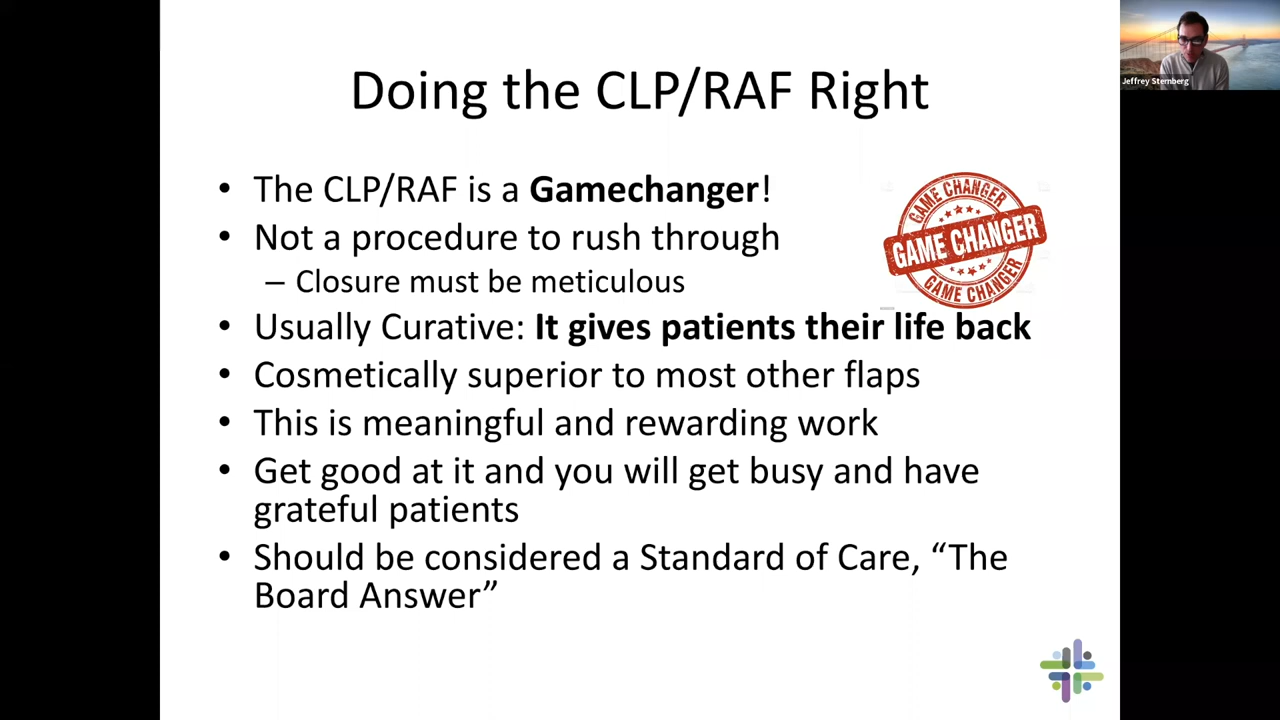 Doing the CLP/RAF Right
• The CLP/RAF is a Gamechanger!
• Not a procedure to rush through
– Closure must be meticulous
• Usually Curative: It gives patients their life back
• Cosmetically superior to most other flaps
• This is meaningful and rewarding work
• Get good at it and you will get busy and have
grateful patients
• Should be considered a Standard of Care, “The
Board Answer”
GAME CHANGER
GAME CHANGER
GAME CHANGER
Jeffrey Sternberg